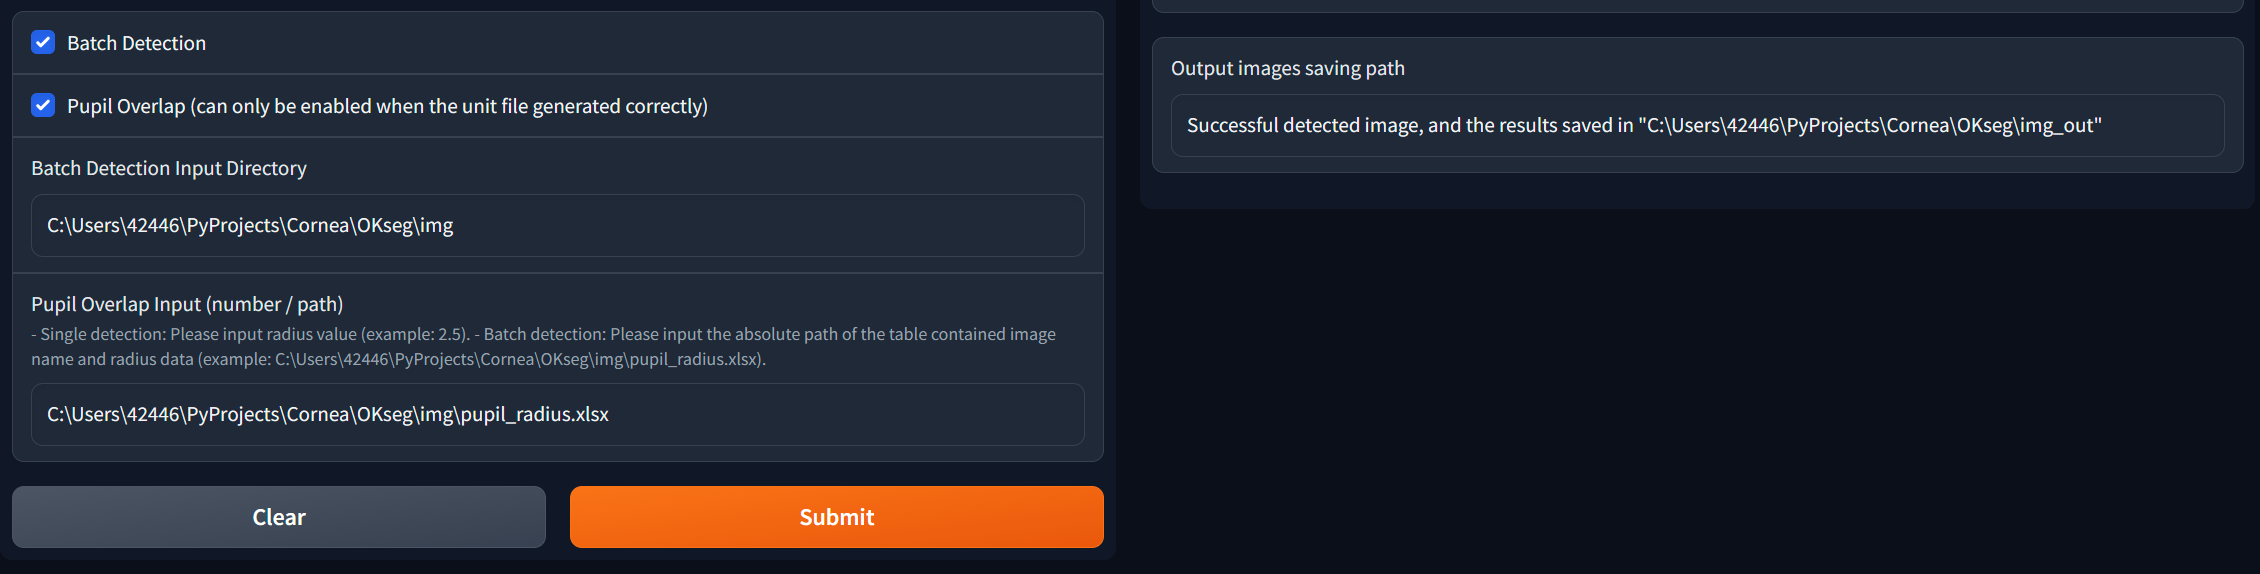 Batch Detection
Pupil Overlap (can only be enabled when the unit file generated correctly)
Batch Detection Input Directory
C:\Users\42446\PyProjects\Cornea\OKseg\img
Pupil Overlap Input (number / path)
- Single detection: Please input radius value (example: 2.5). - Batch detection: Please input the absolute path of the table contained image
name and radius data (example: C:\Users\42446\PyProjects\Cornea\OKseg\img\pupil_radius.xlsx).
C:\Users\42446\PyProjects\Cornea\OKseg\img\pupil_radius.xlsx
Clear
Submit
Output images saving path
Successful detected image, and the results saved in "C:\Users\42446\PyProjects\Cornea\OKseg\img_out"